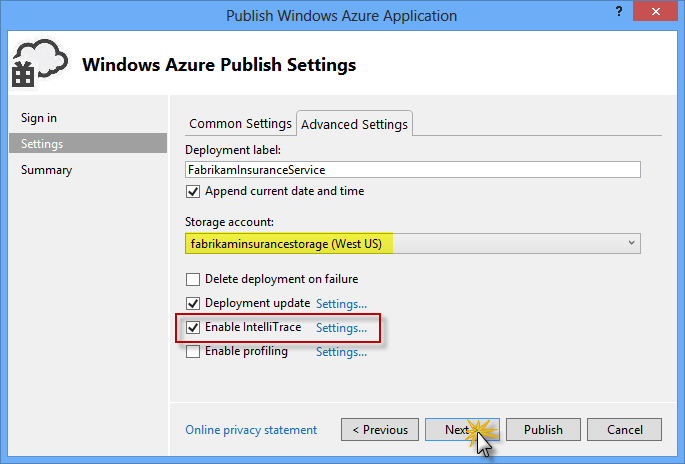 Publish Windows Azure Application
?
Windows Azure Publish Settings
Sign in
Settings
Summary
Common Settings
Advanced Settings
Deployment label:
FabrikamInsuranceService
Append current date and time
Storage account:
fabrikaminsurancestorage (West US)
Delete deployment on failure
Deployment update Settings...
Enable IntelliTrace Settings...
Enable profiling Settings...
Online privacy statement
< Previous
Next
Publish
Cancel